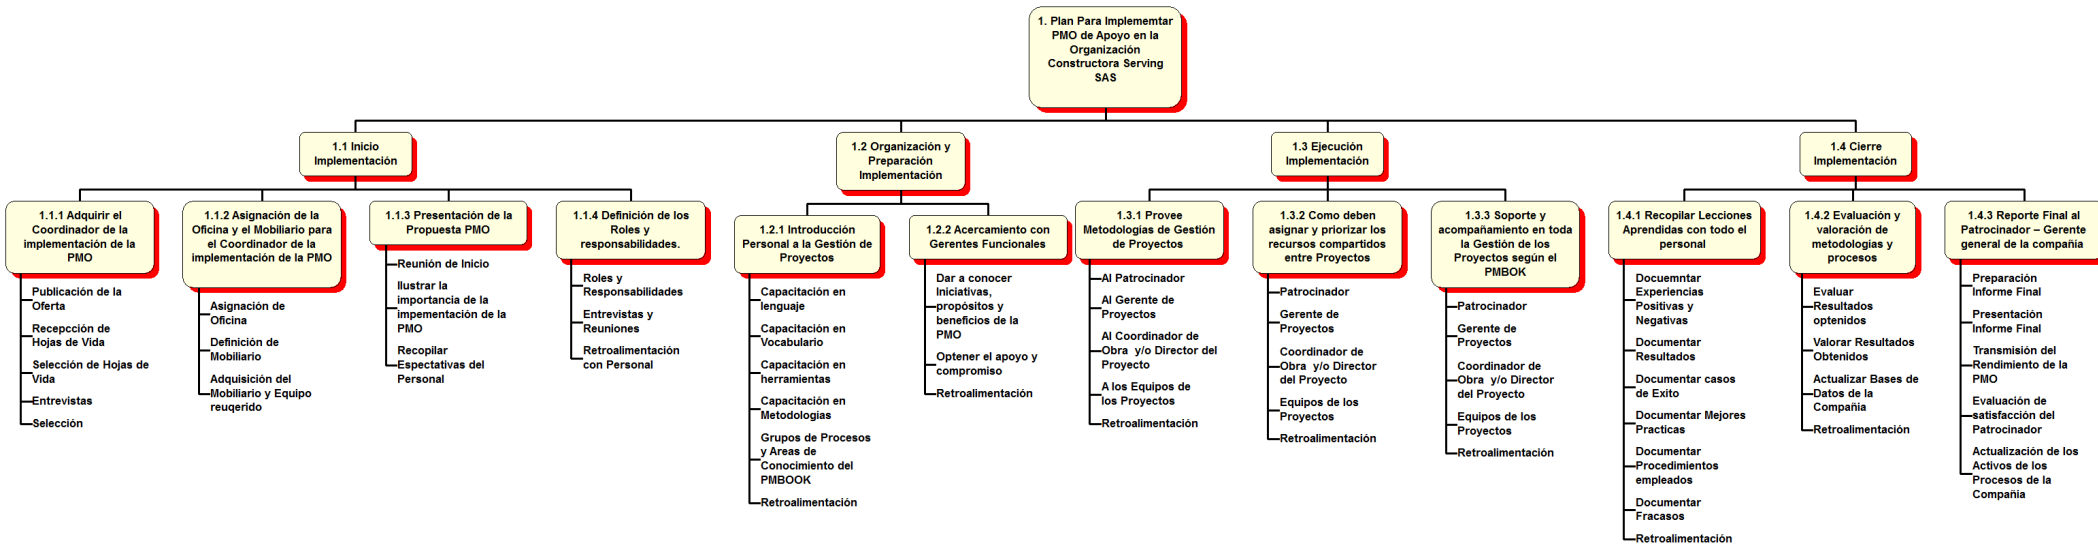 1. Plan Para Implememtar
PMO de Apoyo en la
Organización
Constructora Serving
SAS
1.1 Inicio
Implementación
1.2 Organización y
Preparación
Implementación
1.3 Ejecución
Implementación
1.4 Cierre
Implementación
1.1.1 Adquirir el
Coordinador de la
implementación de la
PMO
Publicación de la
Oferta
Recepcción de
Hojas de Vida
Selección de Hojas de
Vida
Entrevistas
Selección
1.1.2 Asignación de la
Oficina y el Mobiliario para
el Coordinador de la
implementación de la PMO
Asignación de
Oficina
Definición de
Mobiliario
Adquisición del
Mobiliario y Equipo
reuqerido
1.1.3 Presentación de la
Propuesta PMO
Reunión de Inicio
Ilustrar la
importancia de la
impementación de la
PMO
Recopilar
Espectativas del
Personal
1.1.4 Definición de los
Roles y
responsabilidades.
Roles y
Responsabilidades
Entrevistas y
Reuniones
Retroalimentación
con Personal
1.2.1 Introducción
Personal a la Gestión de
Proyectos
Capacitación en
lenguaje
Capacitación en
Vocabulario
Capacitación en
herramientas
Capacitación en
Metodologías
Grupos de Procesos
y Areas de
Conocimiento del
PMBOOK
Retroalimentación
1.2.2 Acercamiento con
Gerentes Funcionales
Dar a conocer
Iniciativas,
propósitos y
beneficios de la
PMO
Optener el apoyo y
compromiso
Retroalimentación
1.3.1 Provee
Metodologías de Gestión
de Proyectos
Al Patrocinador
Al Gerente de
Proyectos
Al Coordinador de
Obra y/o Director del
Proyecto
A los Equipos de
los Proyectos
Retroalimentación
1.3.2 Como deben
asignar y priorizar los
recursos compartidos
entre Proyectos
Patrocinador
Gerente de
Proyectos
Coordinador de
Obra y/o Director
del Proyecto
Equipos de los
Proyectos
Retroalimentación
1.3.3 Soporte y
acompañamiento en toda
la Gestión de los
Proyectos según el
PMBOK
Patrocinador
Gerente de
Proyectos
Coordinador de
Obra y/o Director
del Proyecto
Equipos de los
Proyectos
Retroalimentación
1.4.1 Recopilar Lecciones
Aprendidas con todo el
personal
Docuemntar
Experiencias
Positivas y
Negativas
Documentar
Resultados
Documentar casos
de Exito
Documentar Mejores
Practicas
Documentar
Procedimientos
empleados
Documentar
Fracasos
Retroalimentación
1.4.2 Evaluación y
valoración de
metodologías y
procesos
Evaluar
Resultados
optenidos
Valorar Resultados
Obtenidos
Actualizar Bases de
Datos de la
Compañia
Retroalimentación
1.4.3 Reporte Final al
Patrocinador – Gerente
general de la compañia
Preparación
Informe Final
Presentación
Informe Final
Transmisión del
Rendimiento de la
PMO
Evaluación de
satisfacción del
Patrocinador
Actualización de los
Activos de los
Procesos de la
Compañia